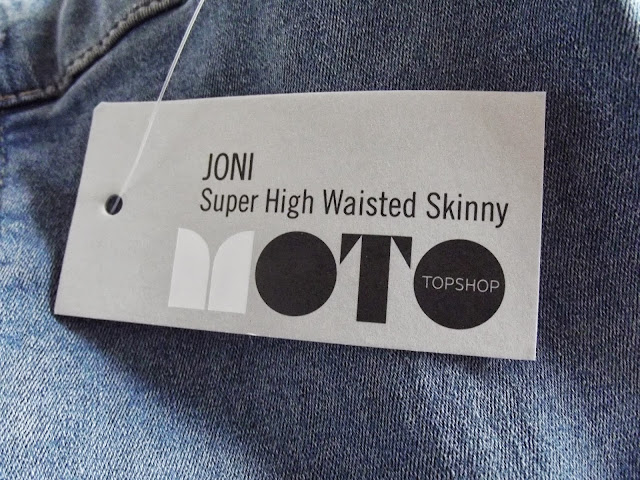 JONI
Super High Waisted Skinny
MOTO
TOPSHOP